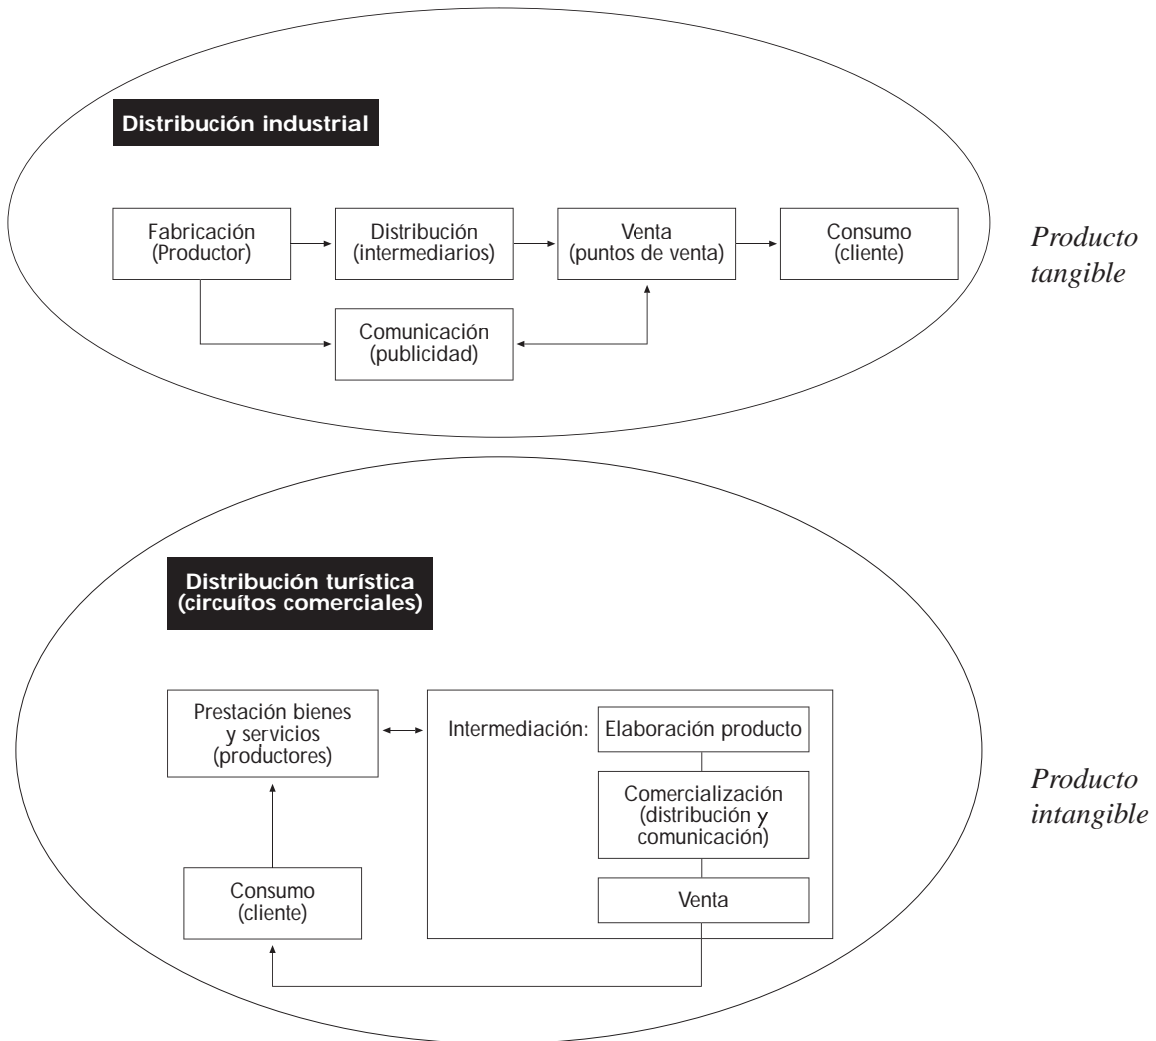 Distribución industrial
Fabricación
(Productor)
Distribución
(intermediarios)
Venta
(puntos de venta)
Consumo
(cliente)
Producto
tangible
Comunicación
(publicidad)
Distribución turística
(circuítos comerciales)
Prestación bienes
y servicios
(productores)
Intermediación:
Elaboración producto
Comercialización
(distribución y
comunicación)
Producto
intangible
Consumo
(cliente)
Venta